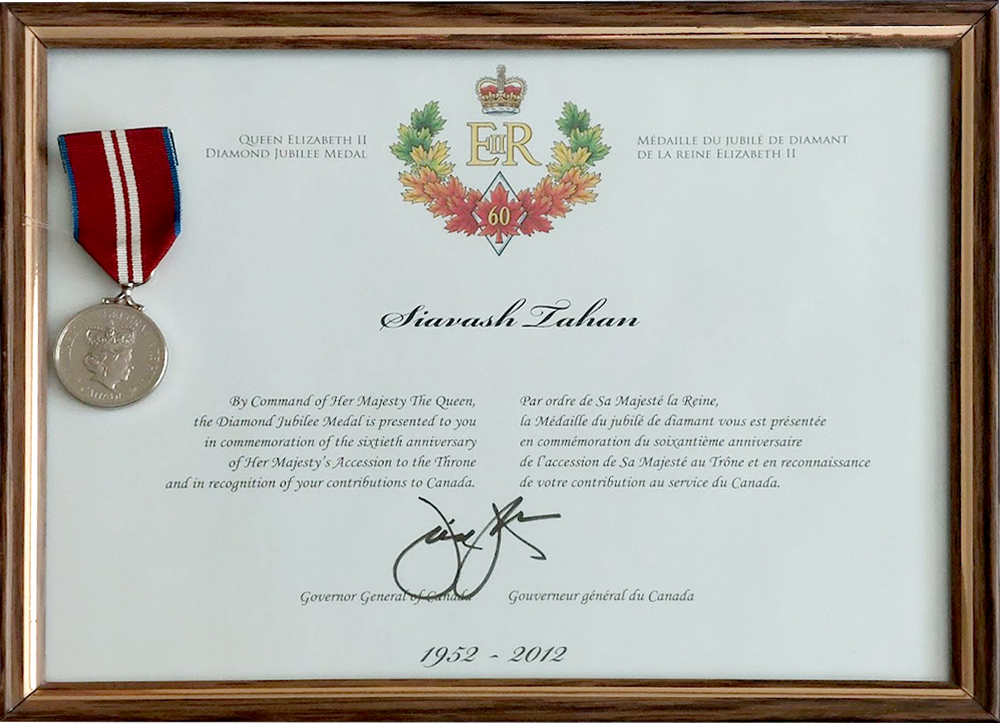 QUEEN ELIZABETH II
DIAMOND JUBILEE MEDAL
EIIR
60
MÉDAILLE DU JUBILÉ DE DIAMANT
DE LA REINE ELIZABETH II
CANADA
Siavash Tahan
By Command of Her Majesty The Queen,
the Diamond Jubilee Medal is presented to you
in commemoration of the sixtieth anniversary
of Her Majesty's Accession to the Throne
and in recognition of your contributions to Canada.
Par ordre de Sa Majesté la Reine,
la Médaille du jubilé de diamant vous est présentée
en commémoration du soixantième anniversaire
de l'accession de Sa Majesté au Trône et en reconnaissance
de votre contribution au service du Canada.
Governor General of Canada
Gouverneur général du Canada
1952 - 2012